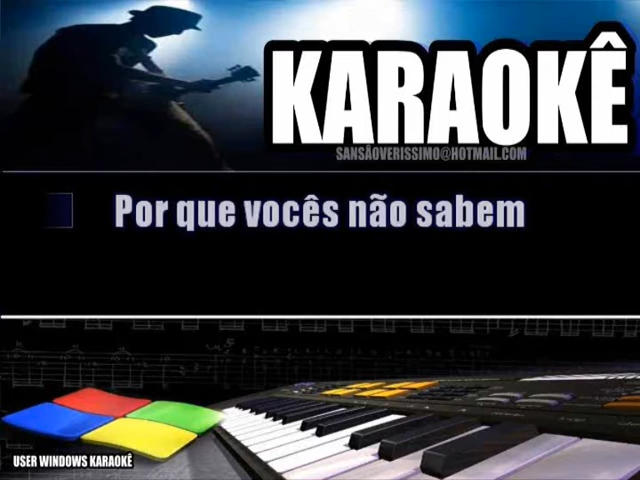 KARAOKÊ
SANSÃOVERISSIMO@HOTMAIL.COM
Por que vocês não sabem
USER WINDOWS KARAOKÊ